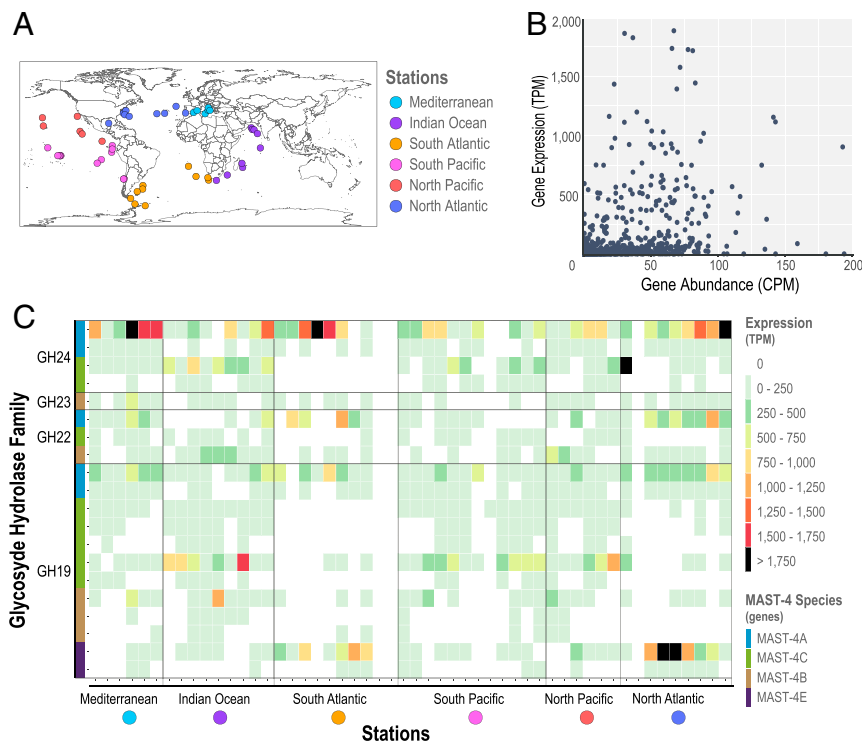 A
Stations
Mediterranean
Indian Ocean
South Atlantic
South Pacific
North Pacific
North Atlantic
B
Gene Expression (TPM)
2,000
1,500
1,000
500
0
50
100
150
200
Gene Abundance (CPM)
C
Glycosyde Hydrolase Family
GH24
GH23
GH22
GH19
Mediterranean
Indian Ocean
South Atlantic
South Pacific
North Pacific
North Atlantic
Stations
Expression
(TPM)
0
0 - 250
250 - 500
500 - 750
750 - 1,000
1,000 - 1,250
1,250 - 1,500
1,500 - 1,750
> 1,750
MAST-4 Species
(genes)
MAST-4A
MAST-4C
MAST-4B
MAST-4E